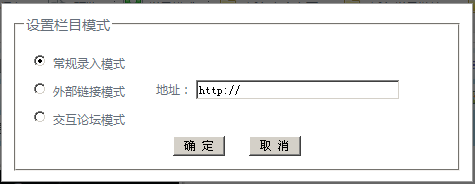 设置栏目模式
常规录入模式
外部链接模式 地址： http://
交互论坛模式
确 定 取 消